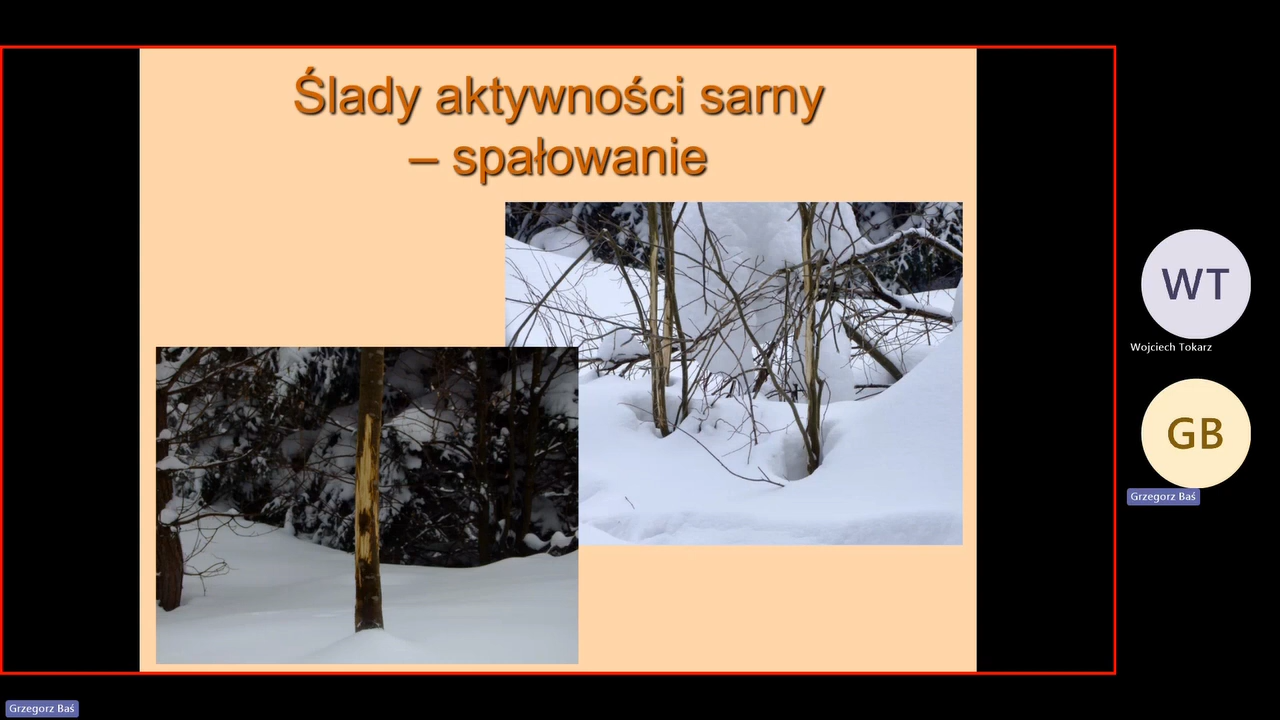 Ślady aktywności sarny
– spałowanie
WT
Wojciech Tokarz
GB
Grzegorz Baś
Grzegorz Baś